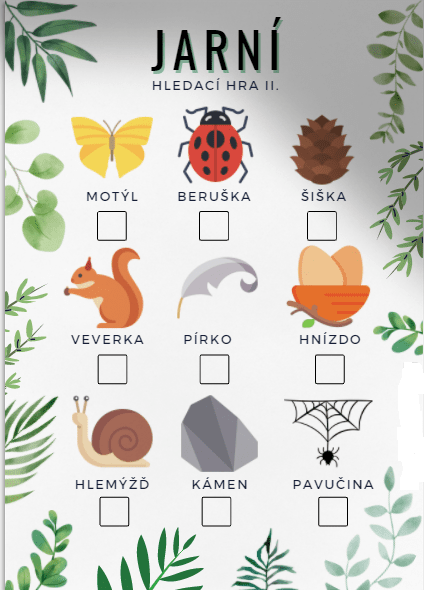 JARNÍ
HLEDACÍ HRA II.
MOTÝL BERUŠKA ŠIŠKA
VEVERKA PÍRKO HNÍZDO
HLEMÝŽĎ KÁMEN PAVUČINA